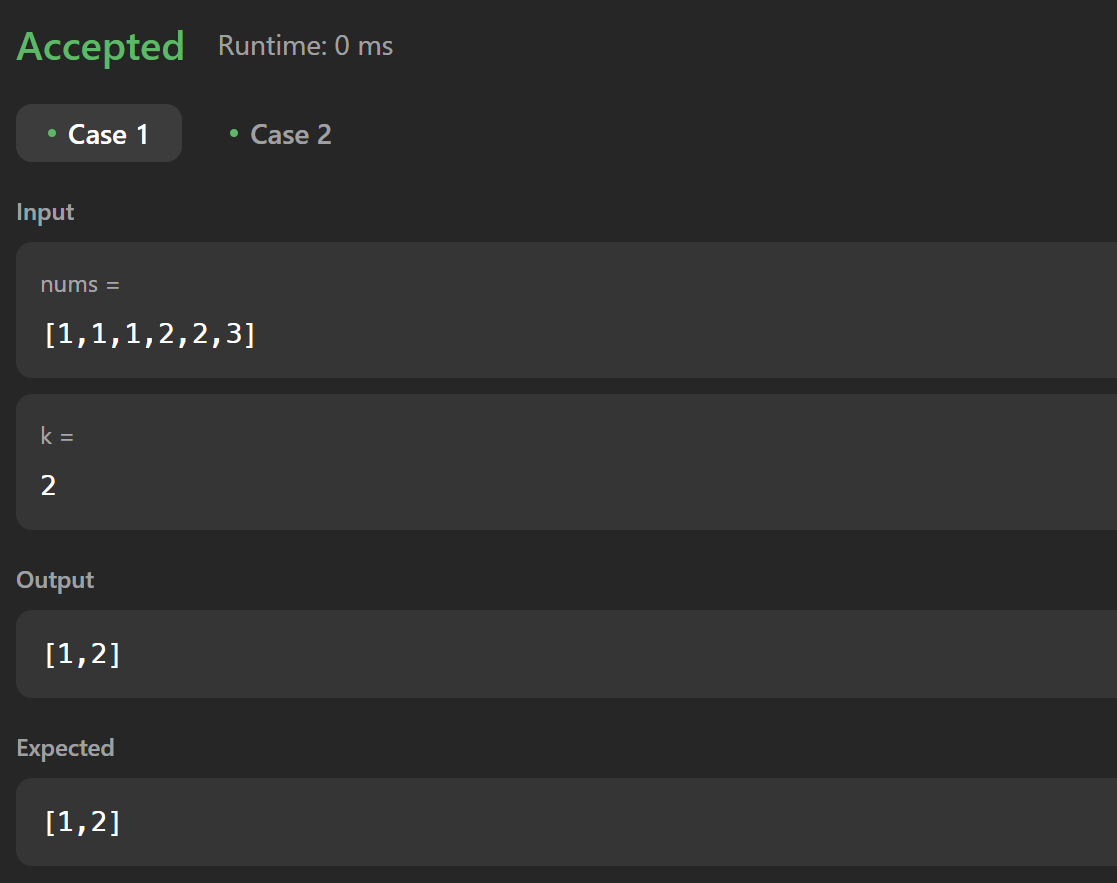 Accepted Runtime: 0 ms
Case 1 Case 2
Input
nums =
[1,1,1,2,2,3]
k =
2
Output
[1,2]
Expected
[1,2]